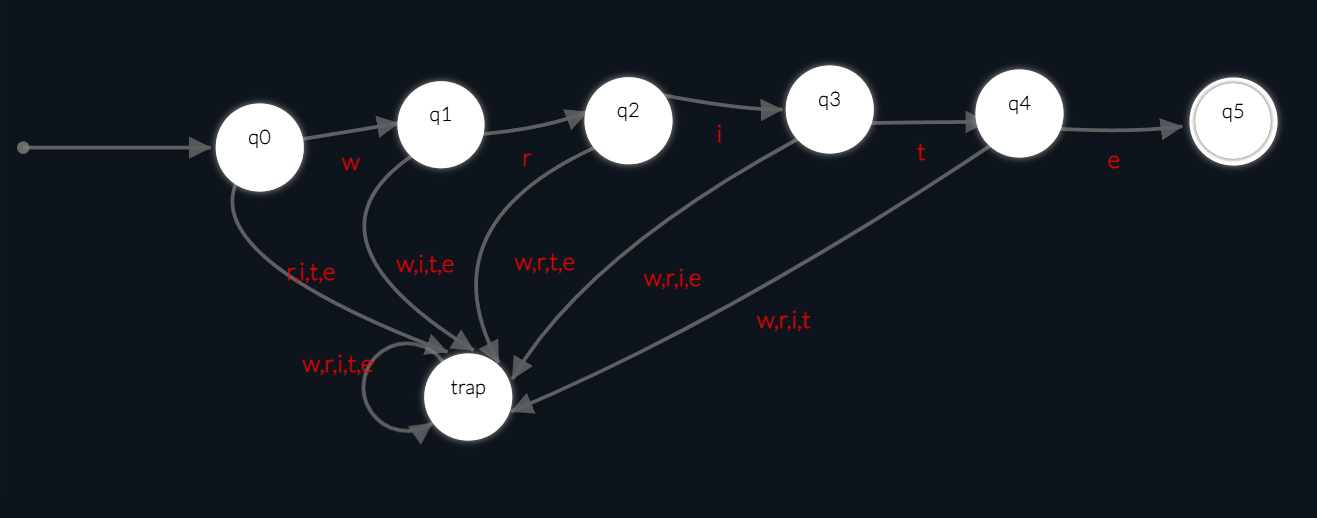 q0
q1
q2
q3
q4
q5
w
r
i
t
e
r,i,t,e
w,i,t,e
w,r,t,e
w,r,i,e
w,r,i,t
w,r,i,t,e
trap